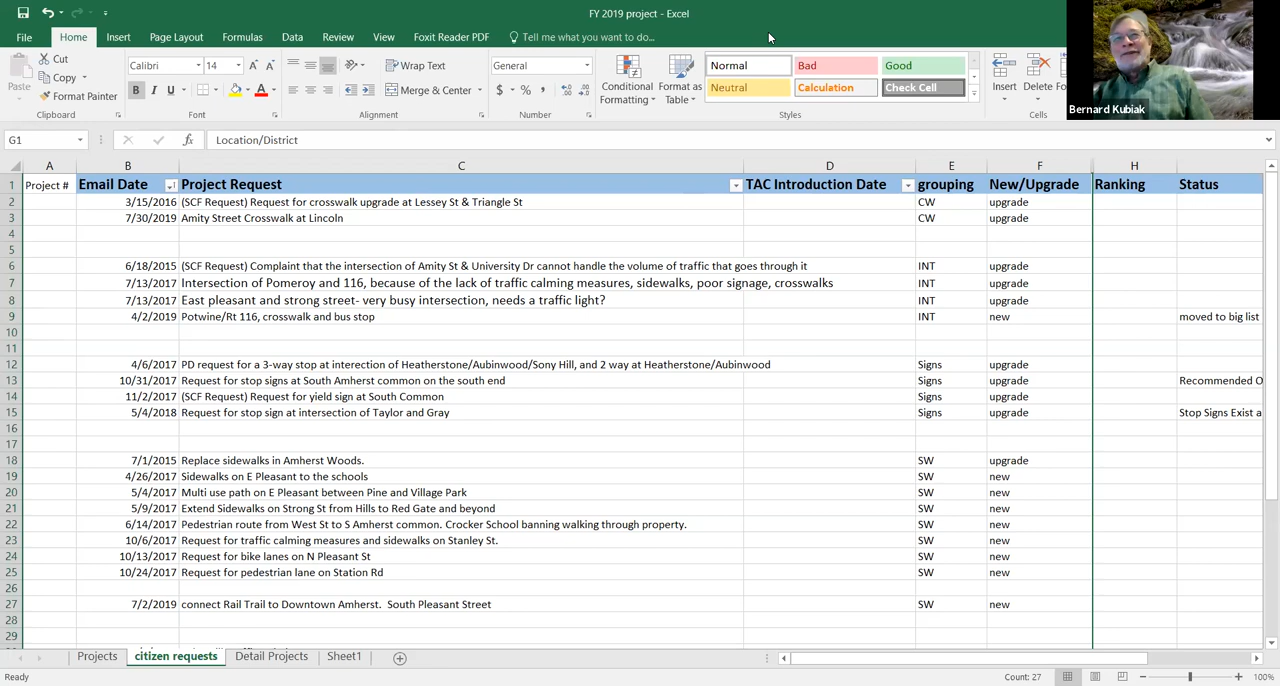 FY 2019 project - Excel
File Home Insert Page Layout Formulas Data Review View Foxit Reader PDF Tell me what you want to do...
Paste Cut Calibri 14 Wrap Text General Conditional Formatting Format as Table Normal Bad Good Insert Delete Fo
Copy
Format Painter B I U A Merge & Center $ % , Neutral Calculation Check Cell
Clipboard Font Alignment Number Styles Cells
Bernard Kubiak
G1 fx Location/District
A B C D E F H
1 Project # Email Date Project Request TAC Introduction Date grouping New/Upgrade Ranking Status
2 3/15/2016 (SCF Request) Request for crosswalk upgrade at Lessey St & Triangle St CW upgrade
3 7/30/2019 Amity Street Crosswalk at Lincoln CW upgrade
4
5
6 6/18/2015 (SCF Request) Complaint that the intersection of Amity St & University Dr cannot handle the volume of traffic that goes through it INT upgrade
7 7/13/2017 Intersection of Pomeroy and 116, because of the lack of traffic calming measures, sidewalks, poor signage, crosswalks INT upgrade
8 7/13/2017 East pleasant and strong street- very busy intersection, needs a traffic light? INT upgrade
9 4/2/2019 Potwine/Rt 116, crosswalk and bus stop INT new moved to big list
10
11
12 4/6/2017 PD request for a 3-way stop at interection of Heatherstone/Aubinwood/Sony Hill, and 2 way at Heatherstone/Aubinwood Signs upgrade
13 10/31/2017 Request for stop signs at South Amherst common on the south end Signs upgrade Recommended O
14 11/2/2017 (SCF Request) Request for yield sign at South Common Signs upgrade
15 5/4/2018 Request for stop sign at intersection of Taylor and Gray Signs upgrade Stop Signs Exist a
16
17
18 7/1/2015 Replace sidewalks in Amherst Woods. SW upgrade
19 4/26/2017 Sidewalks on E Pleasant to the schools SW new
20 5/4/2017 Multi use path on E Pleasant between Pine and Village Park SW new
21 5/9/2017 Extend Sidewalks on Strong St from Hills to Red Gate and beyond SW new
22 6/14/2017 Pedestrian route from West St to S Amherst common. Crocker School banning walking through property. SW new
23 10/6/2017 Request for traffic calming measures and sidewalks on Stanley St. SW new
24 10/13/2017 Request for bike lanes on N Pleasant St SW new
25 10/24/2017 Request for pedestrian lane on Station Rd SW new
26
27 7/2/2019 connect Rail Trail to Downtown Amherst. South Pleasant Street SW new
28
29
Projects citizen requests Detail Projects Sheet1
Ready Count: 27 100%